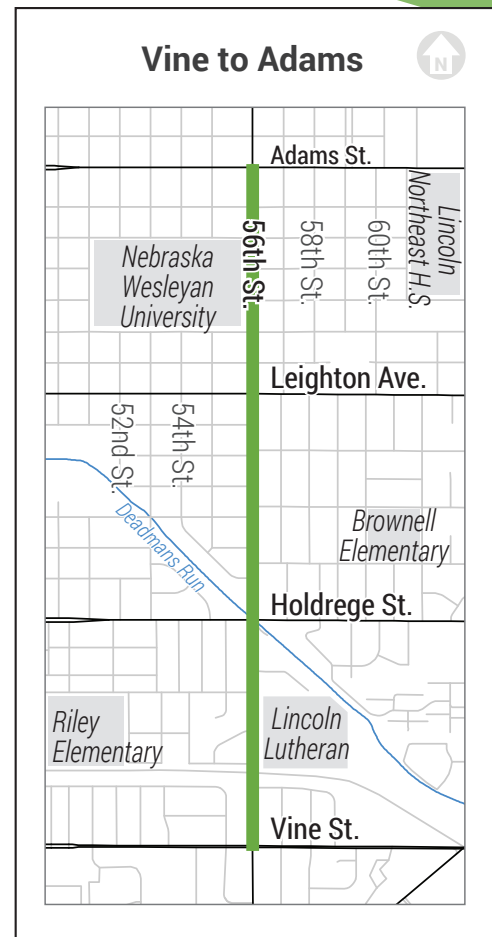 Vine to Adams
N
Adams St.
Lincoln
Northeast H.S.
56th St.
58th St.
60th St.
Nebraska
Wesleyan
University
Leighton Ave.
52nd St.
54th St.
Deadmans Run
Brownell
Elementary
Holdrege St.
Riley
Elementary
Lincoln
Lutheran
Vine St.